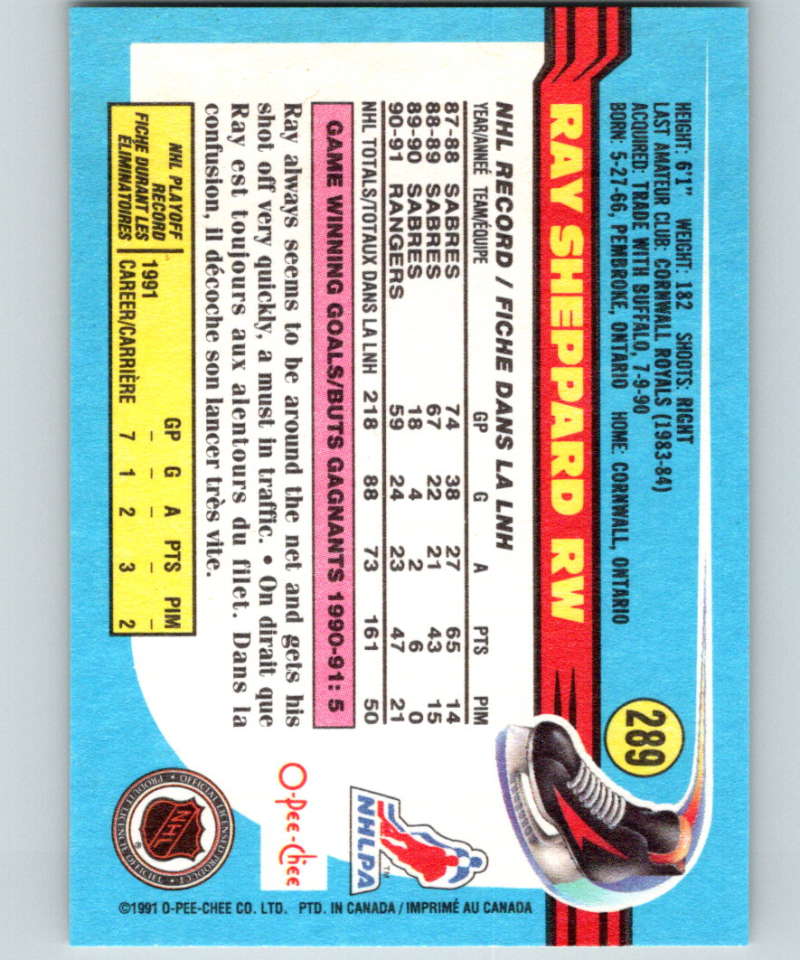 289
HEIGHT: 6'1" WEIGHT: 182 SHOOTS: RIGHT
LAST AMATEUR CLUB: CORNWALL ROYALS (1983-84)
ACQUIRED: TRADE WITH BUFFALO, 7-9-90
BORN: 5-27-66, PEMBROKE, ONTARIO HOME: CORNWALL, ONTARIO
RAY SHEPPARD RW
NHL RECORD / FICHE DANS LA LNH
YEAR/ANNÉE TEAM/ÉQUIPE GP G A PTS PIM
87-88 SABRES 74 38 27 65 14
88-89 SABRES 67 22 21 43 15
89-90 SABRES 18 4 2 6 0
90-91 RANGERS 59 24 23 47 21
NHL TOTALS/TOTAUX DANS LA LNH 218 88 73 161 50
GAME WINNING GOALS/BUTS GAGNANTS 1990-91: 5
Ray always seems to be around the net and gets his
shot off very quickly, a must in traffic. • On dirait que
Ray est toujours aux alentours du filet. Dans la
confusion, il décoche son lancer très vite.
NHL PLAYOFF
RECORD
FICHE DURANT LES
ÉLIMINATOIRES
GP G A PTS PIM
1991 – – – – –
CAREER/CARRIÈRE 7 1 2 3 2
NHLPA
TM
O-Pee-Chee
NHL
OFFICIAL LICENSED PRODUCT • PRODUIT LICENCIÉ OFFICIEL •
®
©1991 O-PEE-CHEE CO. LTD. PTD. IN CANADA / IMPRIMÉ AU CANADA